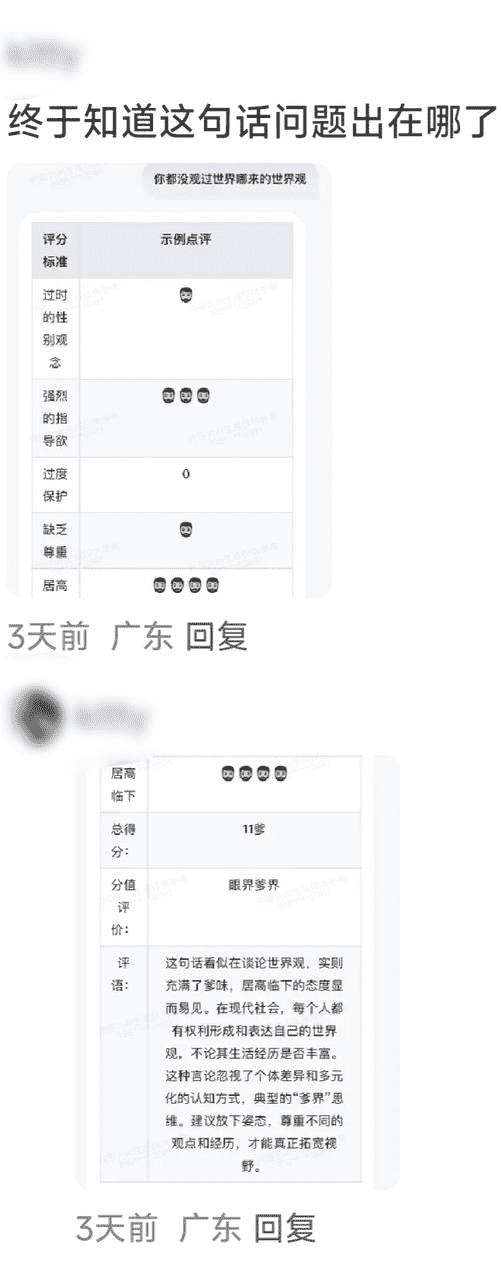 终于知道这句话问题出在哪了
你都没观过世界哪来的世界观
评分
标准
示例点评
过时
的性
别观
念
强烈
的指
导欲
过度
保护
0
缺乏
尊重
居高
3天前 广东 回复
居高
临下
总得
分：
11爹
分值
评
价：
眼界爹界
评
语：
这句话看似在谈论世界观，实则
充满了爹味，居高临下的态度显
而易见。在现代社会，每个人都
有权利形成和表达自己的世界
观，不论其生活经历是否丰富。
这种言论忽视了个体差异和多元
化的认知方式，典型的“爹界”思
维。建议放下姿态，尊重不同的
观点和经历，才能真正拓宽视
野。
3天前 广东 回复